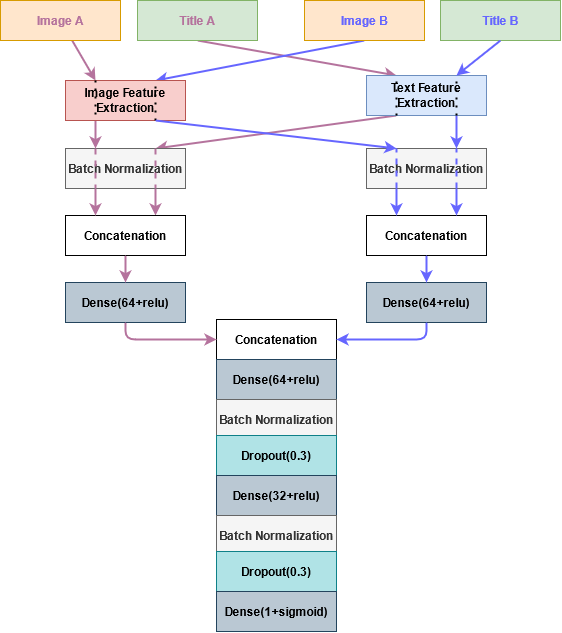 Image A
Title A
Image B
Title B
Image Feature
Extraction
Text Feature
Extraction
Batch Normalization
Batch Normalization
Concatenation
Concatenation
Dense(64+relu)
Dense(64+relu)
Concatenation
Dense(64+relu)
Batch Normalization
Dropout(0.3)
Dense(32+relu)
Batch Normalization
Dropout(0.3)
Dense(1+sigmoid)